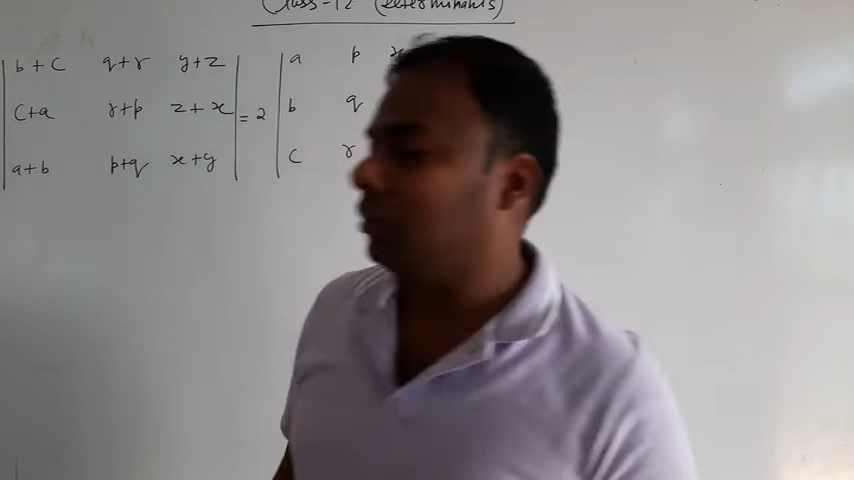 Class-12 (Determinants)
| b+c q+r y+z | | a p x
| c+a r+p z+x | = 2 | b q
| a+b p+q x+y | | c r